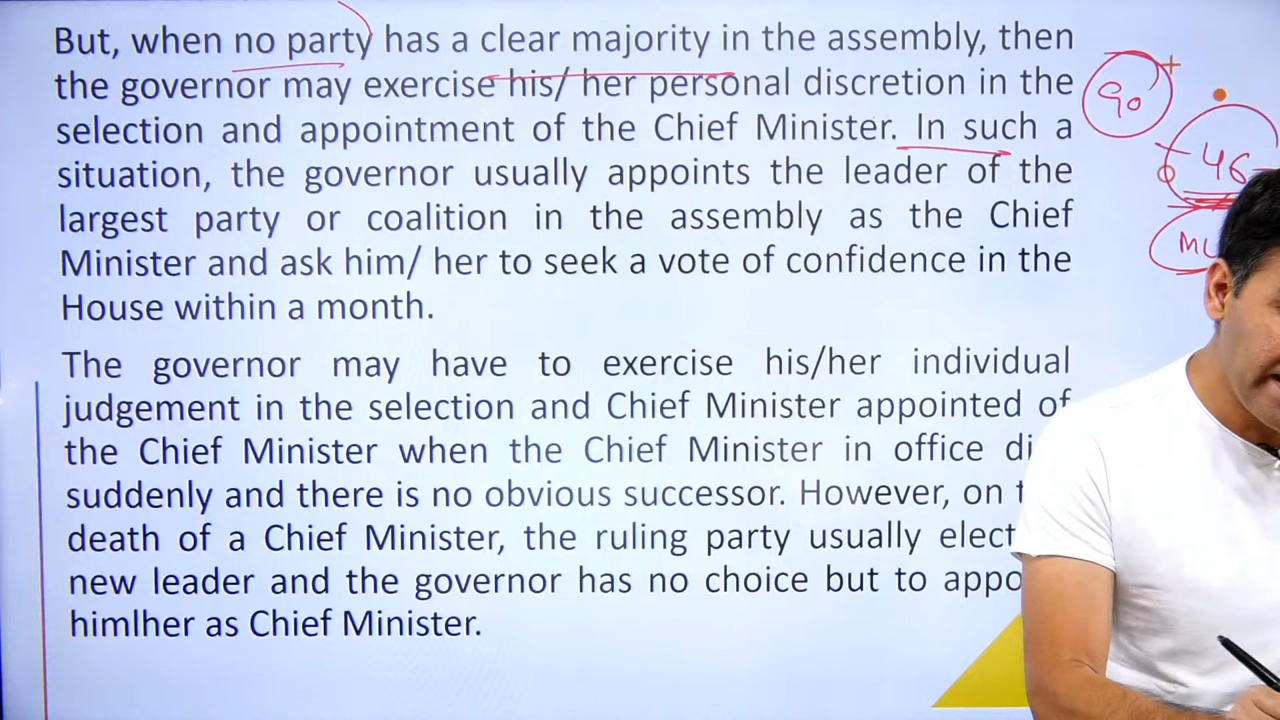 But, when no party has a clear majority in the assembly, then
the governor may exercise his/ her personal discretion in the
selection and appointment of the Chief Minister. In such a
situation, the governor usually appoints the leader of the
largest party or coalition in the assembly as the Chief
Minister and ask him/ her to seek a vote of confidence in the
House within a month.
The governor may have to exercise his/her individual
judgement in the selection and Chief Minister appointed of
the Chief Minister when the Chief Minister in office
suddenly and there is no obvious successor. However, on
death of a Chief Minister, the ruling party usually
new leader and the governor has no choice but to
himlher as Chief Minister.
90
46